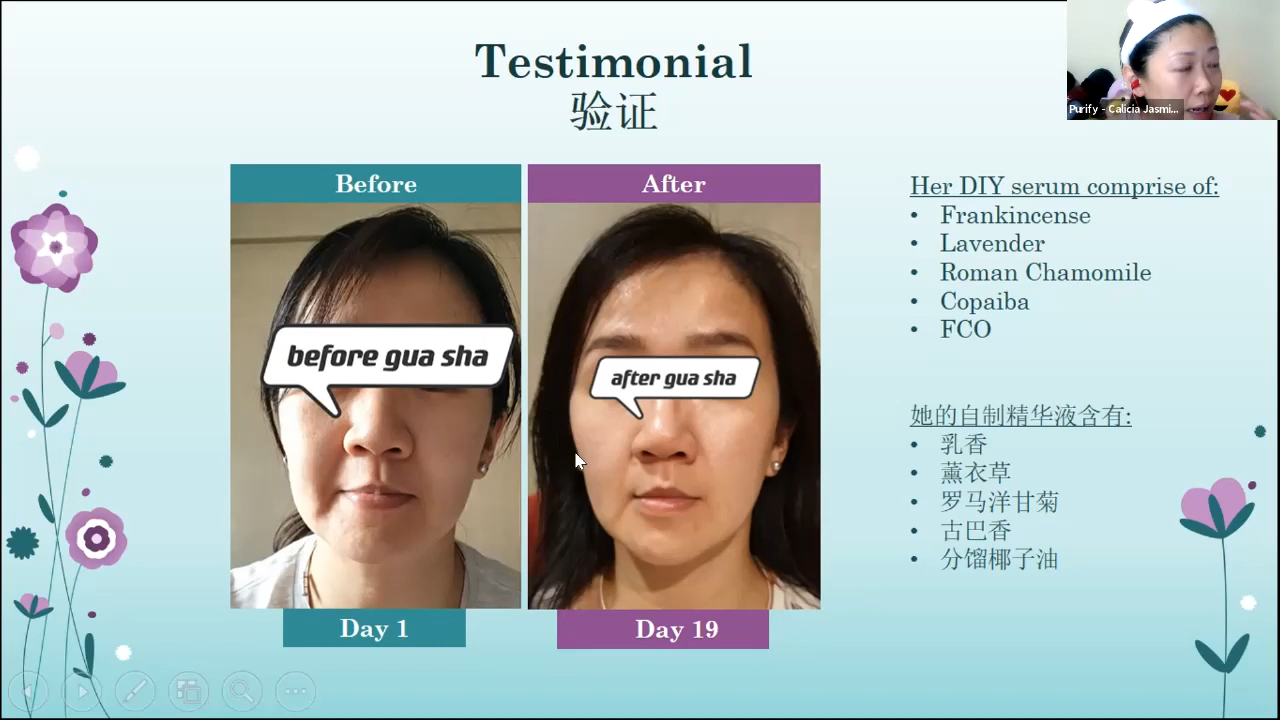 Testimonial
验证
Purify - Calicia Jasmi...
Before
After
before gua sha
after gua sha
Day 1
Day 19
Her DIY serum comprise of:
• Frankincense
• Lavender
• Roman Chamomile
• Copaiba
• FCO
她的自制精华液含有:
• 乳香
• 薰衣草
• 罗马洋甘菊
• 古巴香
• 分馏椰子油